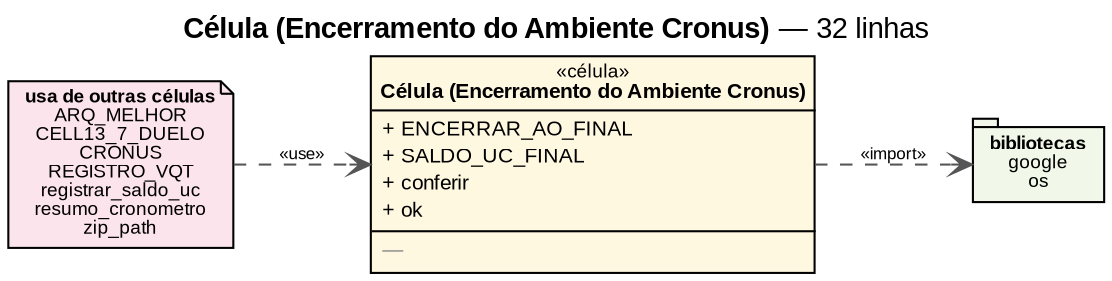 Célula (Encerramento do Ambiente Cronus) — 32 linhas
usa de outras células
ARQ_MELHOR
CELL13_7_DUELO
CRONUS
REGISTRO_VQT
registrar_saldo_uc
resumo_cronometro
zip_path
«use»
«célula»
Célula (Encerramento do Ambiente Cronus)
+ ENCERRAR_AO_FINAL
+ SALDO_UC_FINAL
+ conferir
+ ok
—
«import»
bibliotecas
google
os